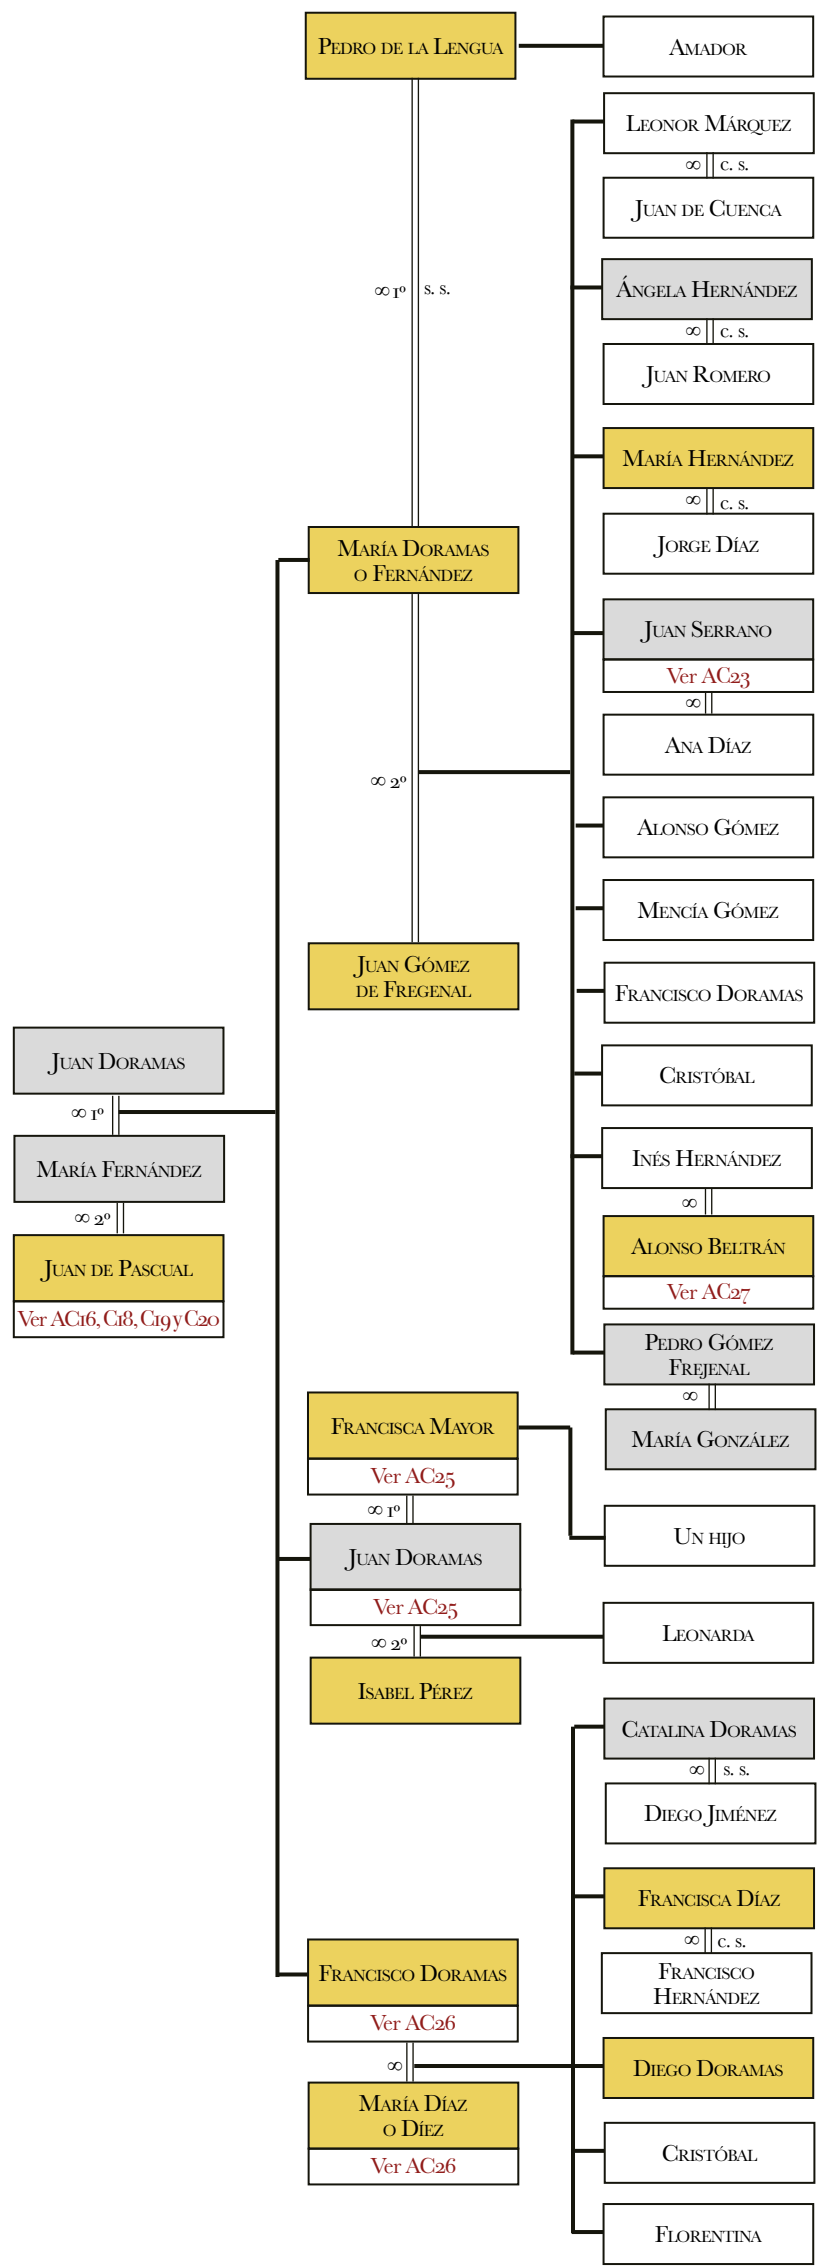 Pedro de la Lengua
Amador
Leonor Márquez
∞ c. s.
Juan de Cuenca
∞ 1º s. s.
Ángela Hernández
∞ c. s.
Juan Romero
María Hernández
∞ c. s.
Jorge Díaz
María Doramas
o Fernández
Juan Serrano
Ver AC23
∞
Ana Díaz
∞ 2º
Alonso Gómez
Mencía Gómez
Juan Gómez
de Fregenal
Francisco Doramas
Juan Doramas
Cristóbal
∞ 1º
María Fernández
Inés Hernández
∞
∞ 2º
Juan de Pascual
Ver AC16, C18, C19 y C20
Alonso Beltrán
Ver AC27
Pedro Gómez
Frejenal
∞
María González
Francisca Mayor
Ver AC25
∞ 1º
Un hijo
Juan Doramas
Ver AC25
∞ 2º
Leonarda
Isabel Pérez
Catalina Doramas
∞ s. s.
Diego Jiménez
Francisca Díaz
∞ c. s.
Francisco
Hernández
Francisco Doramas
Ver AC26
∞
Diego Doramas
María Díaz
o Díez
Ver AC26
Cristóbal
Florentina